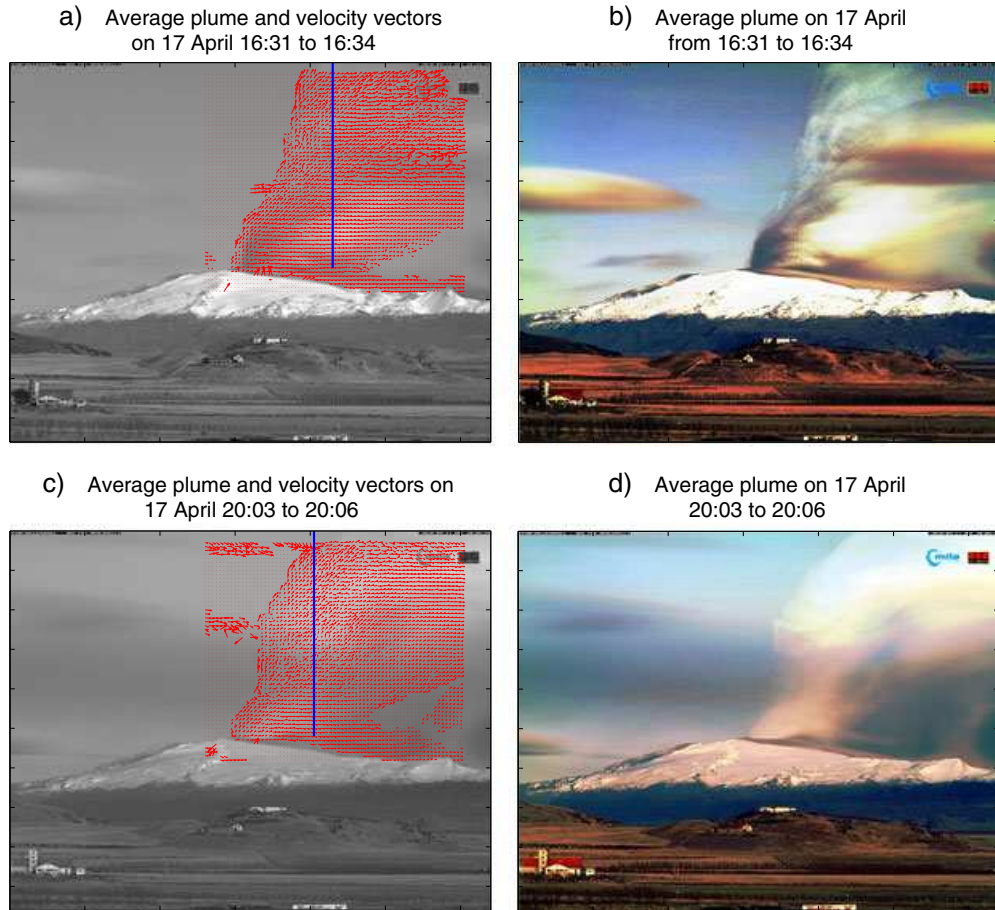 a) Average plume and velocity vectors
on 17 April 16:31 to 16:34
b) Average plume on 17 April
from 16:31 to 16:34
c) Average plume and velocity vectors on
17 April 20:03 to 20:06
d) Average plume on 17 April
20:03 to 20:06
mila